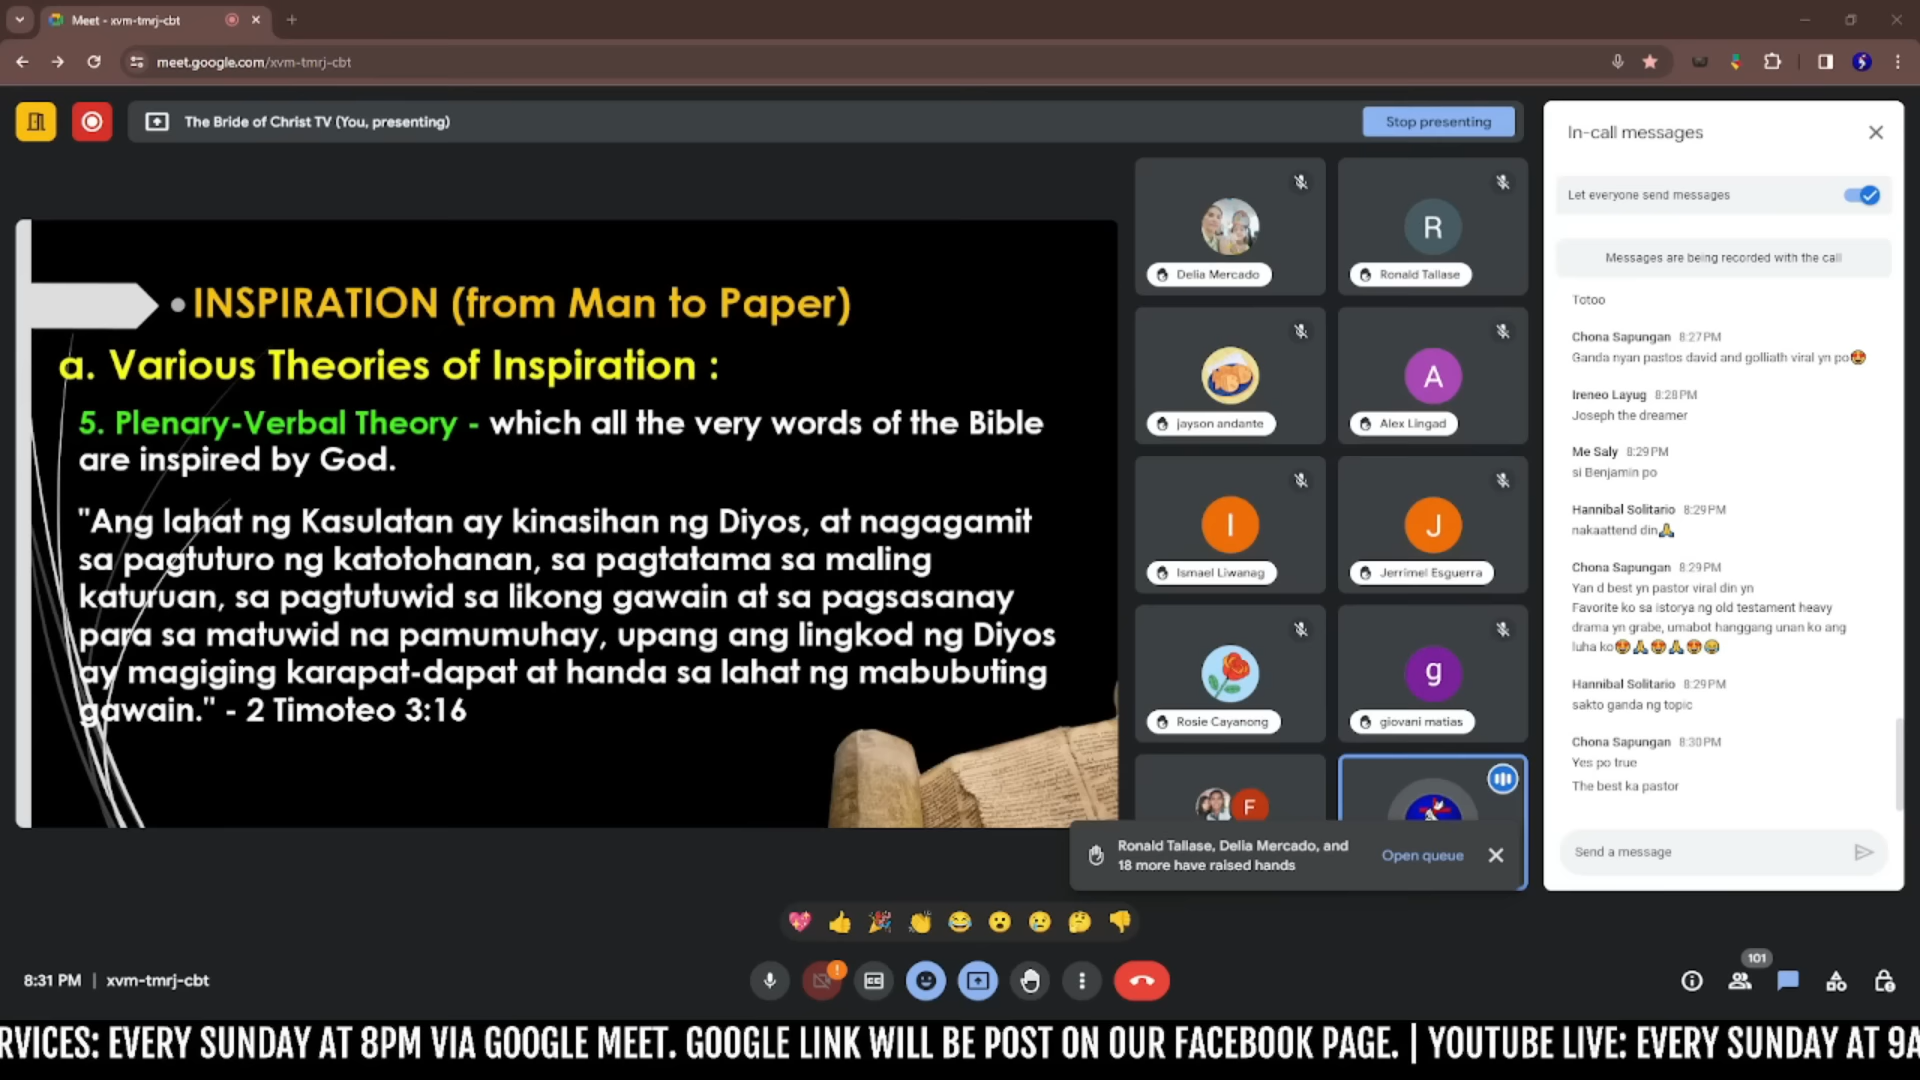 Meet - xvm-tmrj-cbt
meet.google.com/xvm-tmrj-cbt
The Bride of Christ TV (You, presenting)
Stop presenting
• INSPIRATION (from Man to Paper)
a. Various Theories of Inspiration :
5. Plenary-Verbal Theory - which all the very words of the Bible
are inspired by God.
"Ang lahat ng Kasulatan ay kinasihan ng Diyos, at nagagamit
sa pagtuturo ng katotohanan, sa pagtatama sa maling
katuruan, sa pagtutuwid sa likong gawain at sa pagsasanay
para sa matuwid na pamumuhay, upang ang lingkod ng Diyos
ay magiging karapat-dapat at handa sa lahat ng mabubuting
gawain." - 2 Timoteo 3:16
Delia Mercado
R
Ronald Tallase
jayson andante
A
Alex Lingad
I
Ismael Liwanag
J
Jerrimel Esguerra
Rosie Cayanong
g
giovani matias
F
Ronald Tallase, Delia Mercado, and
18 more have raised hands
Open queue
In-call messages
Let everyone send messages
Messages are being recorded with the call
Totoo
Chona Sapungan 8:27 PM
Ganda nyan pastos david and golliath viral yn po😍
Ireneo Layug 8:28 PM
Joseph the dreamer
Me Saly 8:29 PM
si Benjamin po
Hannibal Solitario 8:29 PM
nakaattend din🙏
Chona Sapungan 8:29 PM
Yan d best yn pastor viral din yn
Favorite ko sa istorya ng old testament heavy
drama yn grabe, umabot hanggang unan ko ang
luha ko😍🙏😍🙏😍😂
Hannibal Solitario 8:29 PM
sakto ganda ng topic
Chona Sapungan 8:30 PM
Yes po true
The best ka pastor
Send a message
8:31 PM | xvm-tmrj-cbt
101
RVICES: EVERY SUNDAY AT 8PM VIA GOOGLE MEET. GOOGLE LINK WILL BE POST ON OUR FACEBOOK PAGE. | YOUTUBE LIVE: EVERY SUNDAY AT 9A